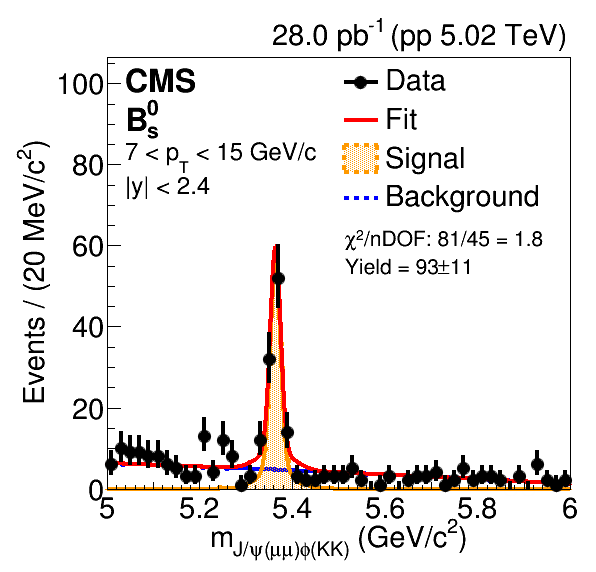 28.0 pb⁻¹ (pp 5.02 TeV)
CMS
B⁰ₛ
7 < p_T < 15 GeV/c
|y| < 2.4
Data
Fit
Signal
Background
χ²/nDOF: 81/45 = 1.8
Yield = 93±11
Events / (20 MeV/c²)
100
80
60
40
20
0
5 5.2 5.4 5.6 5.8 6
m_J/ψ(μμ)φ(KK) (GeV/c²)